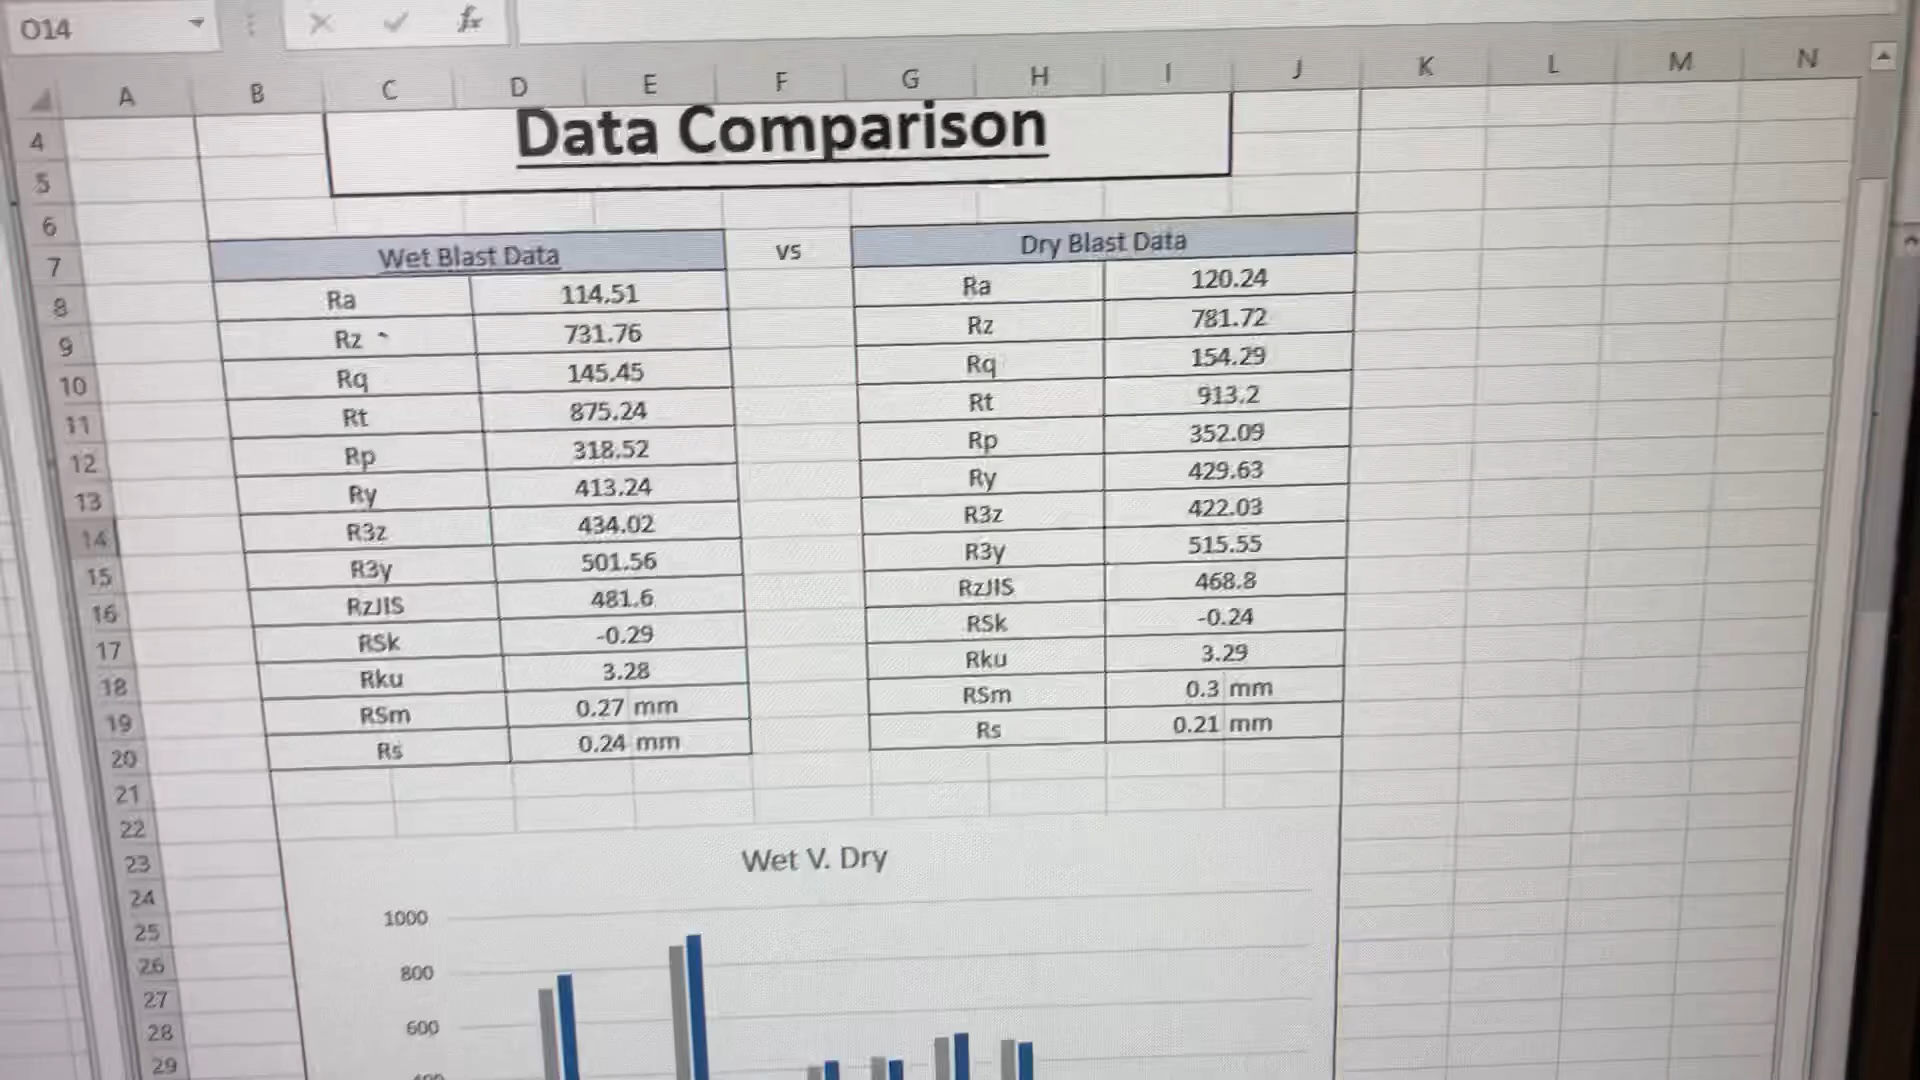 O14 fx
A B C D E F G H I J K L M N
4 Data Comparison
5
6
7 Wet Blast Data vs Dry Blast Data
8 Ra 114.51 Ra 120.24
9 Rz 731.76 Rz 781.72
10 Rq 145.45 Rq 154.29
11 Rt 875.24 Rt 913.2
12 Rp 318.52 Rp 352.09
13 Ry 413.24 Ry 429.63
14 R3z 434.02 R3z 422.03
15 R3y 501.56 R3y 515.55
16 RzJIS 481.6 RzJIS 468.8
17 RSk -0.29 RSk -0.24
18 Rku 3.28 Rku 3.29
19 RSm 0.27 mm RSm 0.3 mm
20 Rs 0.24 mm Rs 0.21 mm
21
22
23 Wet V. Dry
24
25 1000
26 800
27
28 600
29